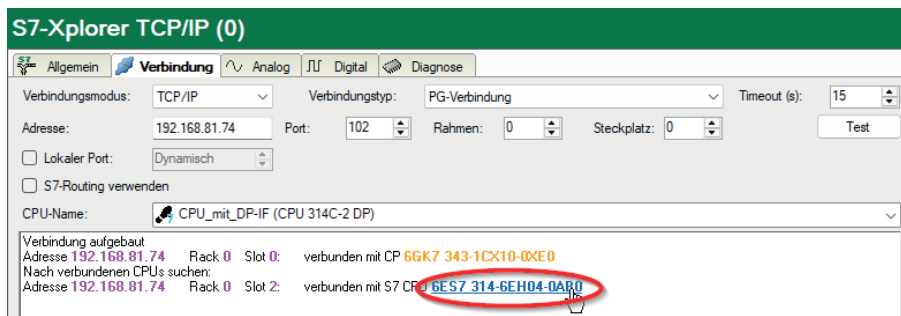 S7-Xplorer TCP/IP (0)
S7 Allgemein Verbindung Analog Digital Diagnose
Verbindungsmodus: TCP/IP Verbindungstyp: PG-Verbindung Timeout (s): 15
Adresse: 192.168.81.74 Port: 102 Rahmen: 0 Steckplatz: 0 Test
Lokaler Port: Dynamisch
S7-Routing verwenden
CPU-Name: CPU_mit_DP-IF (CPU 314C-2 DP)
Verbindung aufgebaut
Adresse 192.168.81.74 Rack 0 Slot 0: verbunden mit CP 6GK7 343-1CX10-0XE0
Nach verbundenen CPUs suchen:
Adresse 192.168.81.74 Rack 0 Slot 2: verbunden mit S7 CPU 6ES7 314-6EH04-0AB0